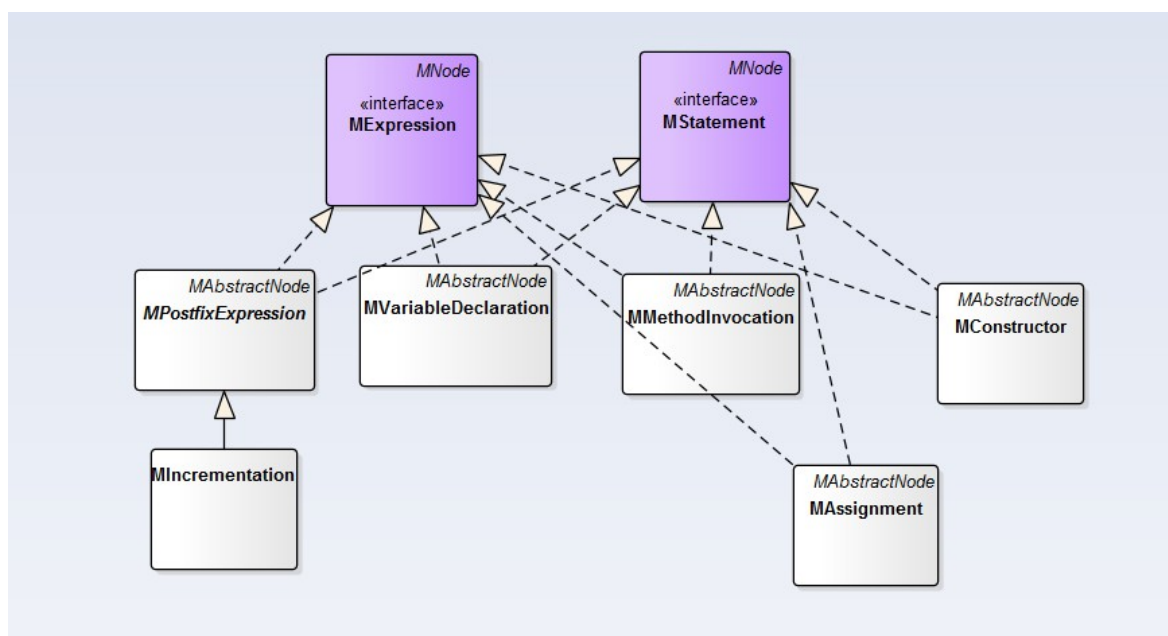 MNode
«interface»
MExpression
MNode
«interface»
MStatement
MAbstractNode
MPostfixExpression
MAbstractNode
MVariableDeclaration
MAbstractNode
MMethodInvocation
MAbstractNode
MConstructor
MIncrementation
MAbstractNode
MAssignment